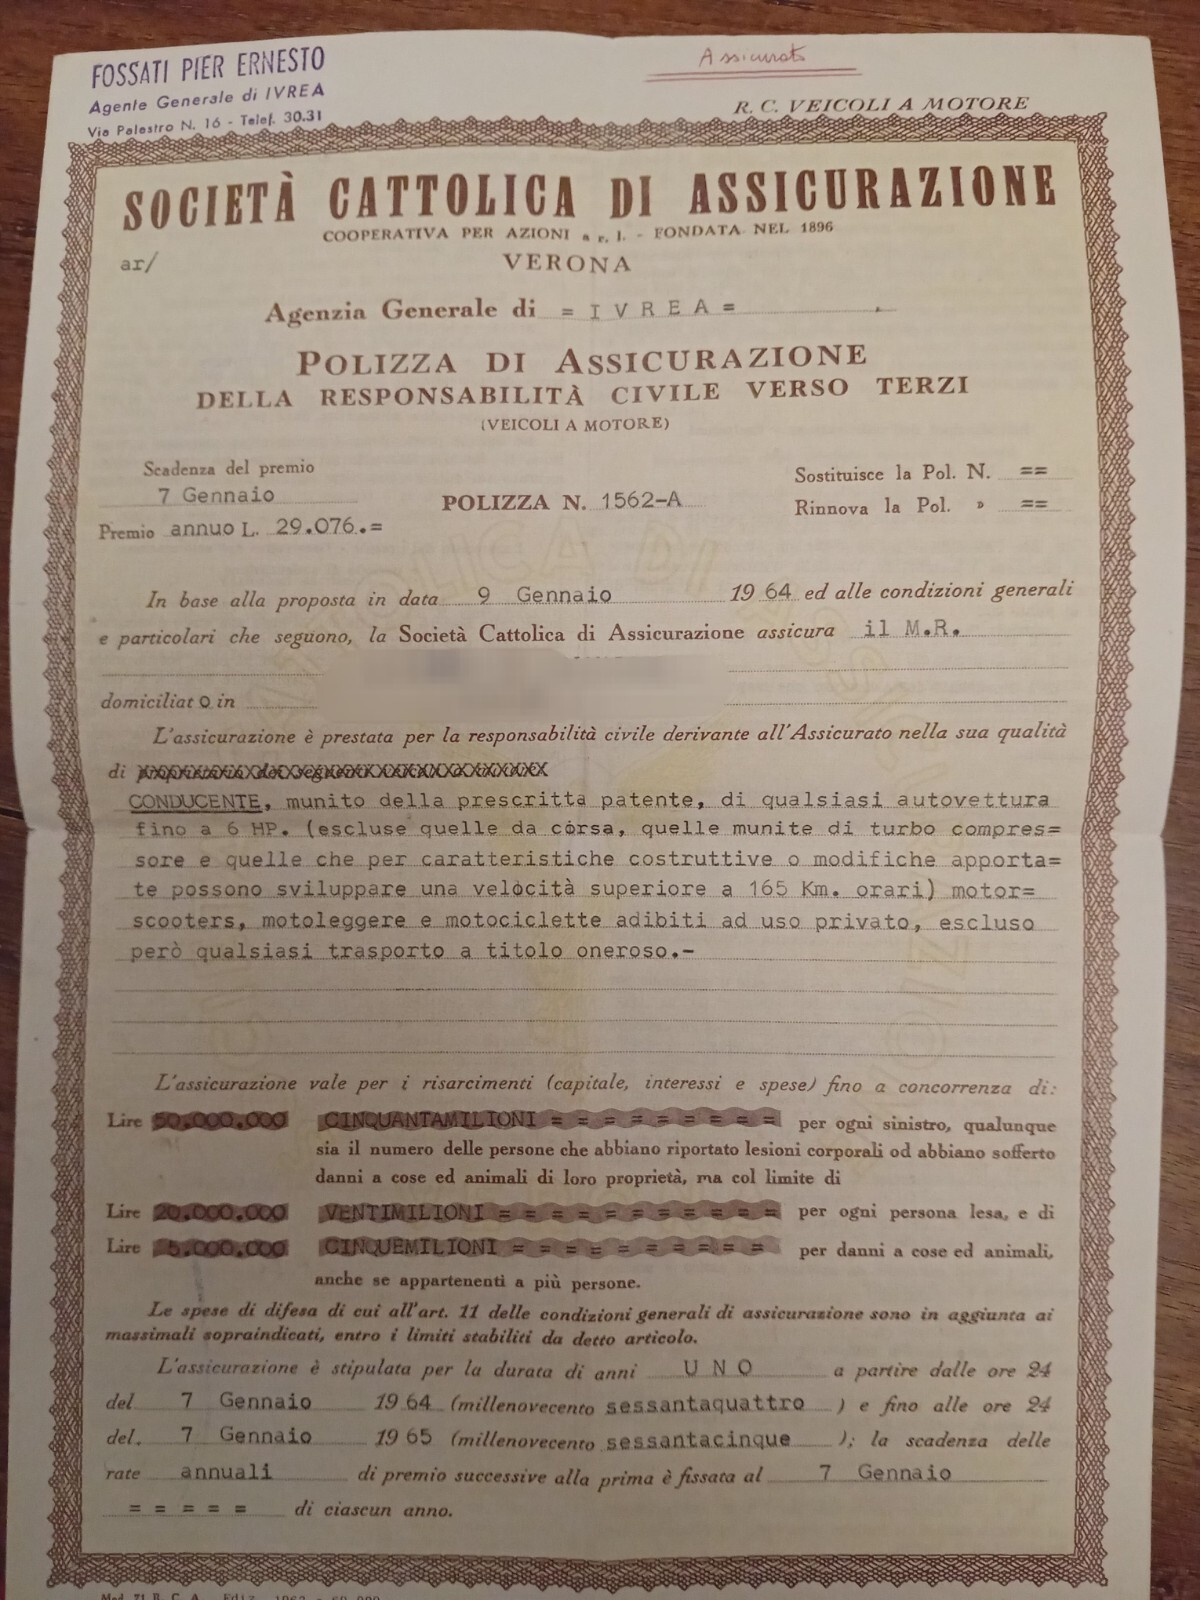 FOSSATI PIER ERNESTO
Agente Generale di IVREA
Via Palestro N. 16 - Telef. 30.31
Assicurato
R. C. VEICOLI A MOTORE
SOCIETÀ CATTOLICA DI ASSICURAZIONE
COOPERATIVA PER AZIONI a r. l. - FONDATA NEL 1896
ar/
VERONA
Agenzia Generale di = I V R E A =
POLIZZA DI ASSICURAZIONE
DELLA RESPONSABILITÀ CIVILE VERSO TERZI
(VEICOLI A MOTORE)
Scadenza del premio
7 Gennaio
Premio annuo L. 29.076.=
POLIZZA N. 1562-A
Sostituisce la Pol. N. ==
Rinnova la Pol. » ==
In base alla proposta in data 9 Gennaio 19 64 ed alle condizioni generali
e particolari che seguono, la Società Cattolica di Assicurazione assicura il M.R.
domiciliat o in
L'assicurazione è prestata per la responsabilità civile derivante all'Assicurato nella sua qualità
di
CONDUCENTE, munito della prescritta patente, di qualsiasi autovettura
fino a 6 HP. (escluse quelle da còrsa, quelle munite di turbo compres=
sore e quelle che per caratteristiche costruttive o modifiche apporta=
te possono sviluppare una velòcità superiore a 165 Km. orari) motor=
scooters, motoleggere e motociclette adibiti ad uso privato, escluso
però qualsiasi trasporto a titolo oneroso.-
L'assicurazione vale per i risarcimenti (capitale, interessi e spese) fino a concorrenza di:
Lire 50.000.000 CINQUANTAMILIONI = = = = = = = = = per ogni sinistro, qualunque
sia il numero delle persone che abbiano riportato lesioni corporali od abbiano sofferto
danni a cose ed animali di loro proprietà, ma col limite di
Lire 20.000.000 VENTIMILIONI = = = = = = = = = = = per ogni persona lesa, e di
Lire 5.000.000 CINQUEMILIONI = = = = = = = = = = per danni a cose ed animali,
anche se appartenenti a più persone.
Le spese di difesa di cui all'art. 11 delle condizioni generali di assicurazione sono in aggiunta ai
massimali sopraindicati, entro i limiti stabiliti da detto articolo.
L'assicurazione è stipulata per la durata di anni U N O a partire dalle ore 24
del 7 Gennaio 19 64 (millenovecento sessantaquattro ) e fino alle ore 24
del. 7 Gennaio 19 65 (millenovecento sessantacinque ); la scadenza delle
rate annuali di premio successive alla prima è fissata al 7 Gennaio
= = = = = di ciascun anno.